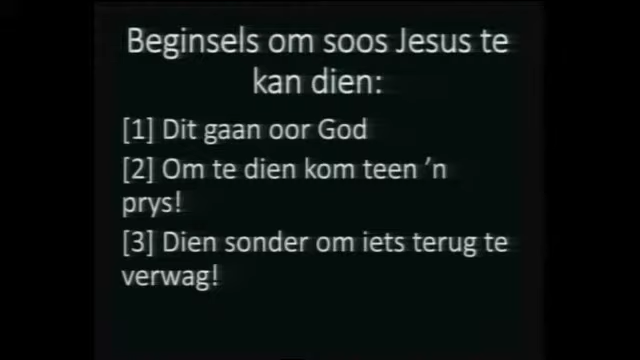 Beginsels om soos Jesus te
kan dien:
[1] Dit gaan oor God
[2] Om te dien kom teen ’n
prys!
[3] Dien sonder om iets terug te
verwag!